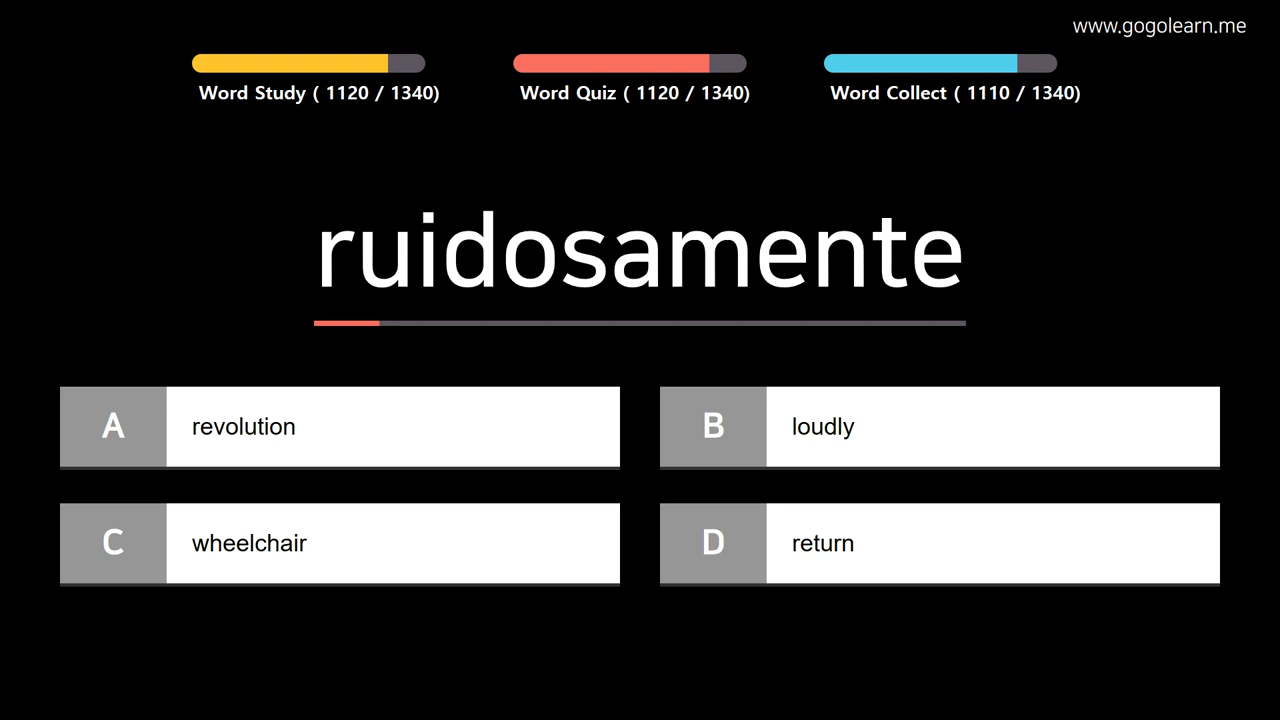 www.gogolearn.me
Word Study ( 1120 / 1340)
Word Quiz ( 1120 / 1340)
Word Collect ( 1110 / 1340)
ruidosamente
A revolution
B loudly
C wheelchair
D return